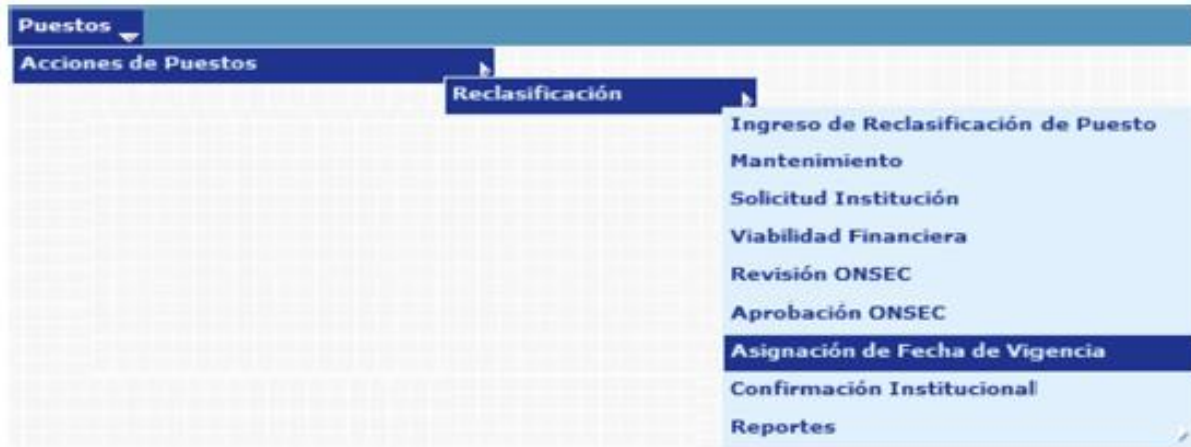 Puestos
Acciones de Puestos
Reclasificación
Ingreso de Reclasificación de Puesto
Mantenimiento
Solicitud Institución
Viabilidad Financiera
Revisión ONSEC
Aprobación ONSEC
Asignación de Fecha de Vigencia
Confirmación Institucional
Reportes